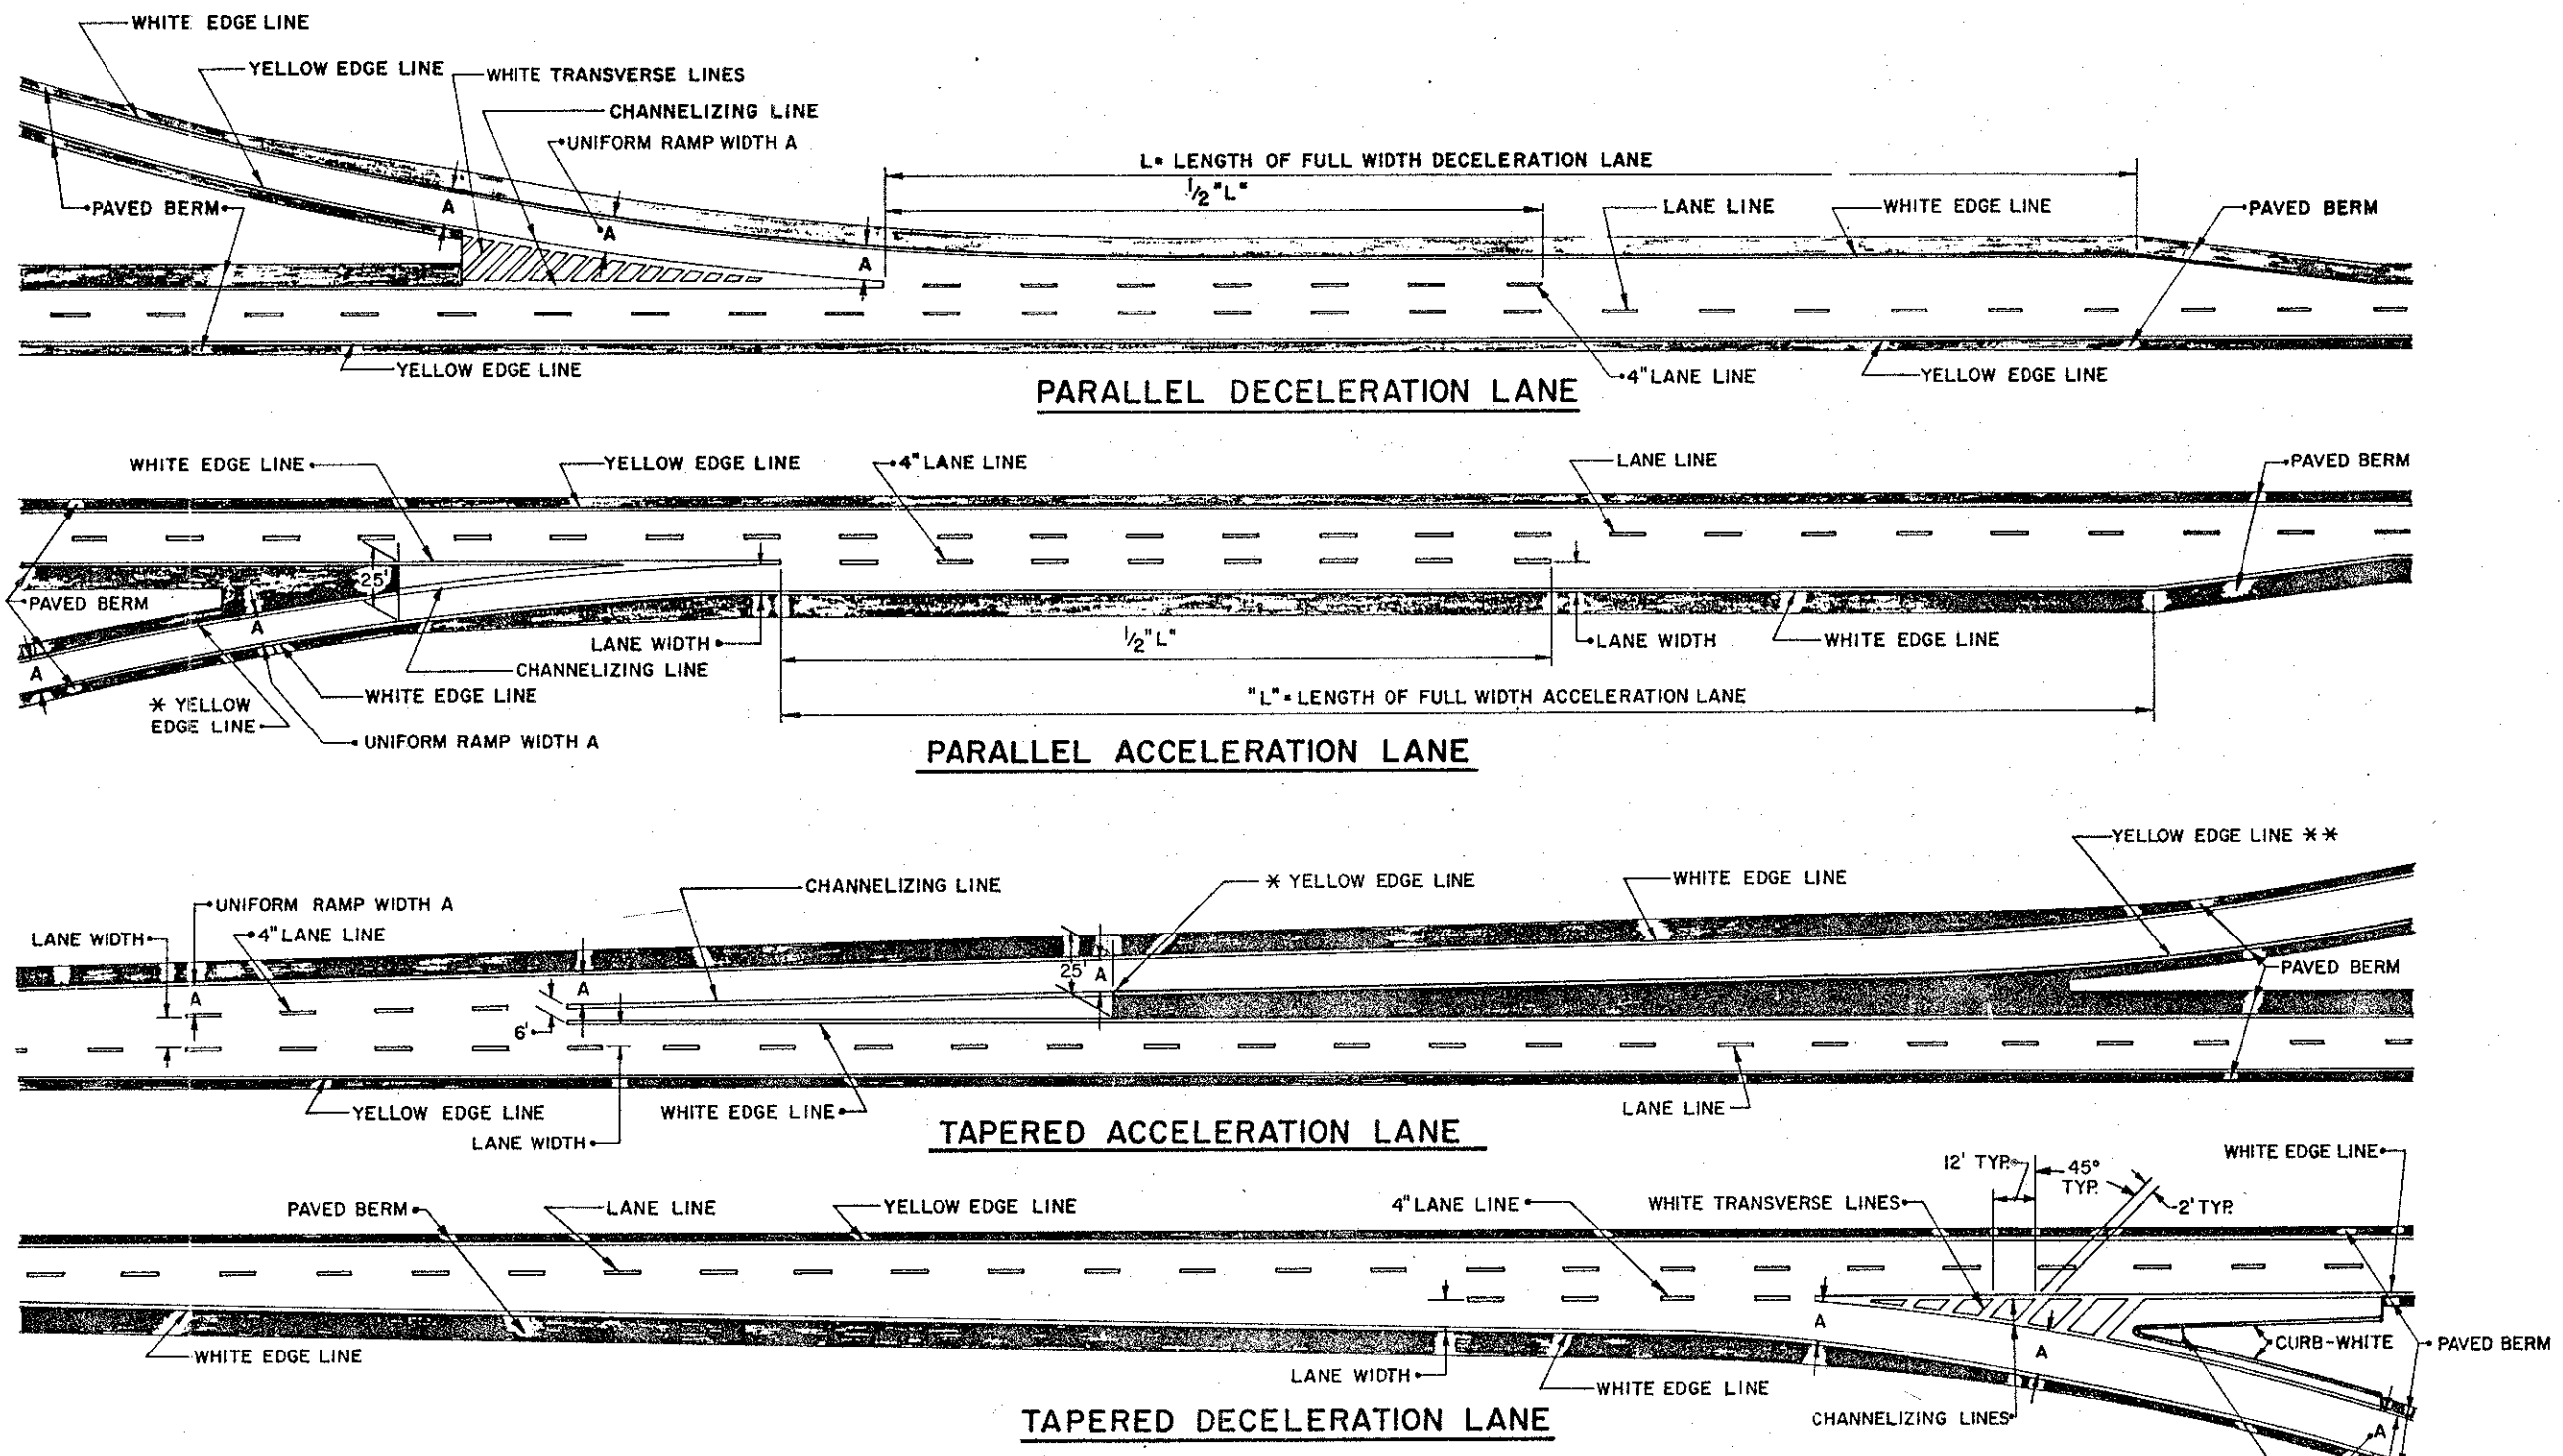 WHITE EDGE LINE
YELLOW EDGE LINE
WHITE TRANSVERSE LINES
CHANNELIZING LINE
UNIFORM RAMP WIDTH A
L= LENGTH OF FULL WIDTH DECELERATION LANE
1/2 "L"
PAVED BERM
A
A
A
LANE LINE
WHITE EDGE LINE
PAVED BERM
YELLOW EDGE LINE
4" LANE LINE
YELLOW EDGE LINE
PARALLEL DECELERATION LANE
WHITE EDGE LINE
YELLOW EDGE LINE
4" LANE LINE
LANE LINE
PAVED BERM
25'
PAVED BERM
A
A
LANE WIDTH
1/2 "L"
LANE WIDTH
WHITE EDGE LINE
CHANNELIZING LINE
WHITE EDGE LINE
* YELLOW
EDGE LINE
"L" = LENGTH OF FULL WIDTH ACCELERATION LANE
UNIFORM RAMP WIDTH A
PARALLEL ACCELERATION LANE
YELLOW EDGE LINE **
CHANNELIZING LINE
* YELLOW EDGE LINE
WHITE EDGE LINE
UNIFORM RAMP WIDTH A
LANE WIDTH
4" LANE LINE
A
A
25'
A
PAVED BERM
6'
YELLOW EDGE LINE
WHITE EDGE LINE
LANE LINE
LANE WIDTH
TAPERED ACCELERATION LANE
12' TYP.
45°
TYP.
WHITE EDGE LINE
PAVED BERM
LANE LINE
YELLOW EDGE LINE
4" LANE LINE
WHITE TRANSVERSE LINES
2' TYP.
A
A
CURB-WHITE
PAVED BERM
WHITE EDGE LINE
LANE WIDTH
WHITE EDGE LINE
CHANNELIZING LINES
A
TAPERED DECELERATION LANE